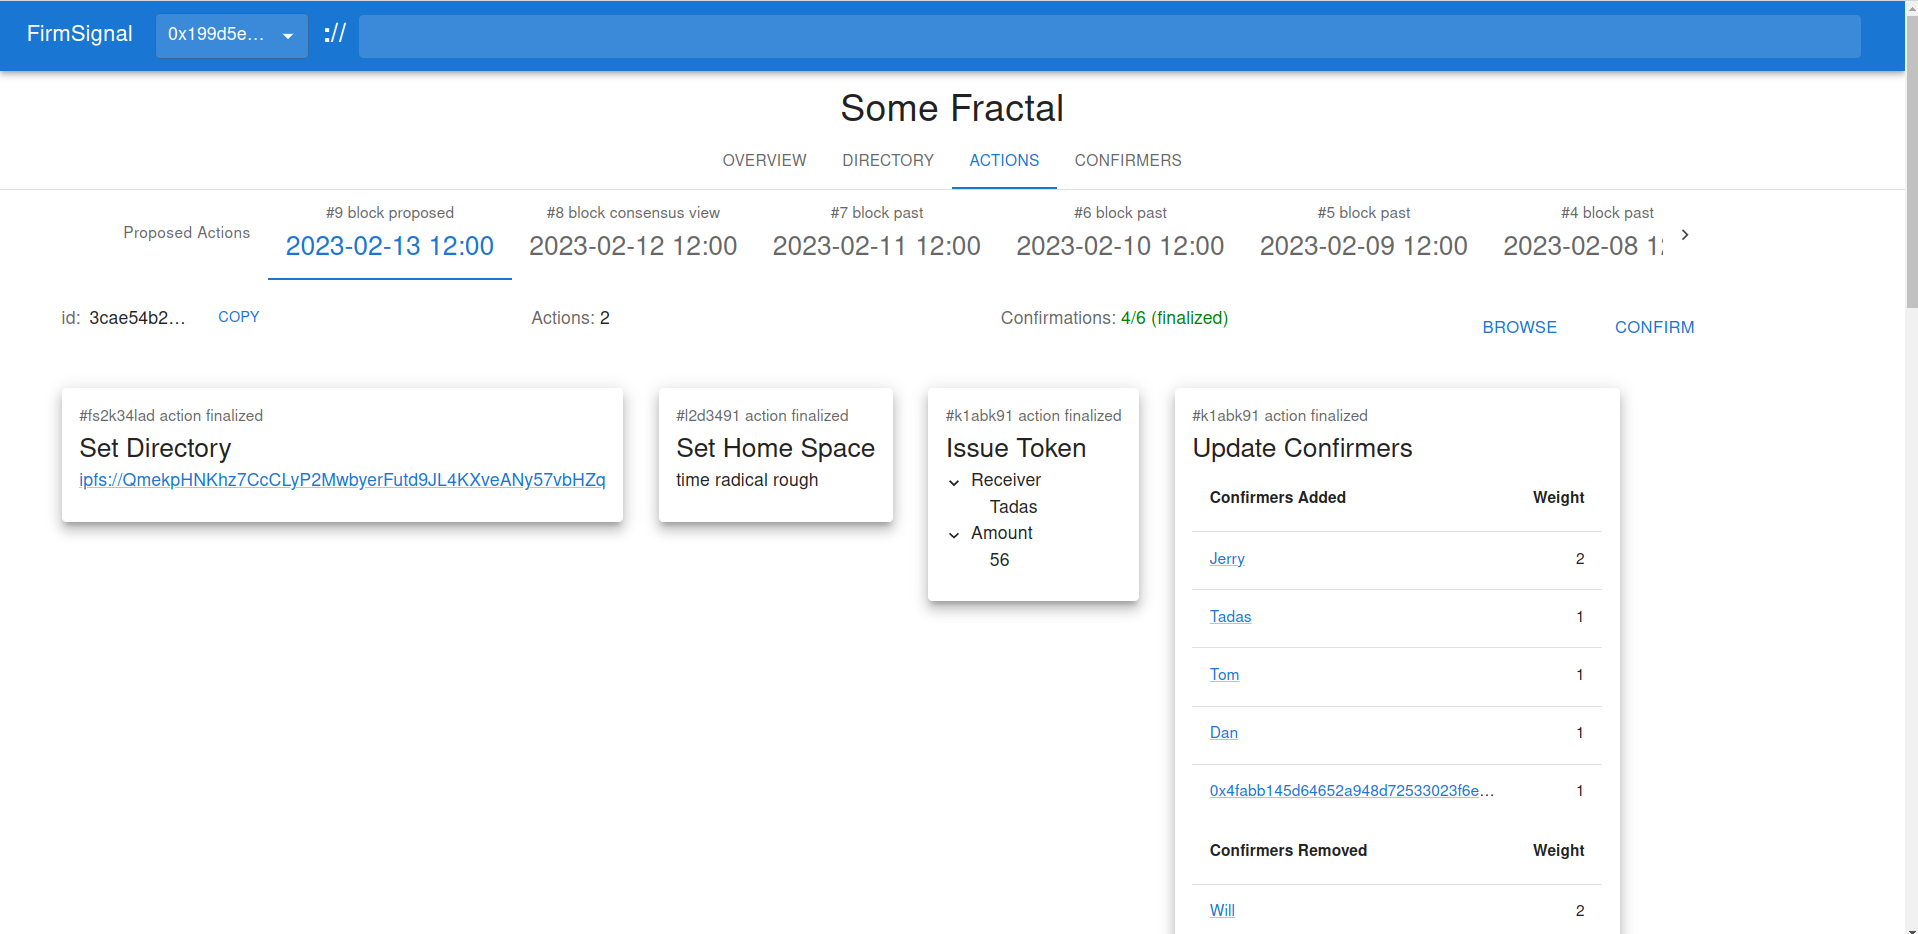 FirmSignal 0x199d5e... ://
Some Fractal
OVERVIEW DIRECTORY ACTIONS CONFIRMERS
Proposed Actions
#9 block proposed
2023-02-13 12:00
#8 block consensus view
2023-02-12 12:00
#7 block past
2023-02-11 12:00
#6 block past
2023-02-10 12:00
#5 block past
2023-02-09 12:00
#4 block past
2023-02-08 1
id: 3cae54b2... COPY
Actions: 2
Confirmations: 4/6 (finalized)
BROWSE CONFIRM
#fs2k34lad action finalized
Set Directory
ipfs://QmekpHNKhz7CcCLyP2MwbyerFutd9JL4KXveANy57vbHZq
#l2d3491 action finalized
Set Home Space
time radical rough
#k1abk91 action finalized
Issue Token
Receiver
Tadas
Amount
56
#k1abk91 action finalized
Update Confirmers
Confirmers Added Weight
Jerry 2
Tadas 1
Tom 1
Dan 1
0x4fabb145d64652a948d72533023f6e... 1
Confirmers Removed Weight
Will 2